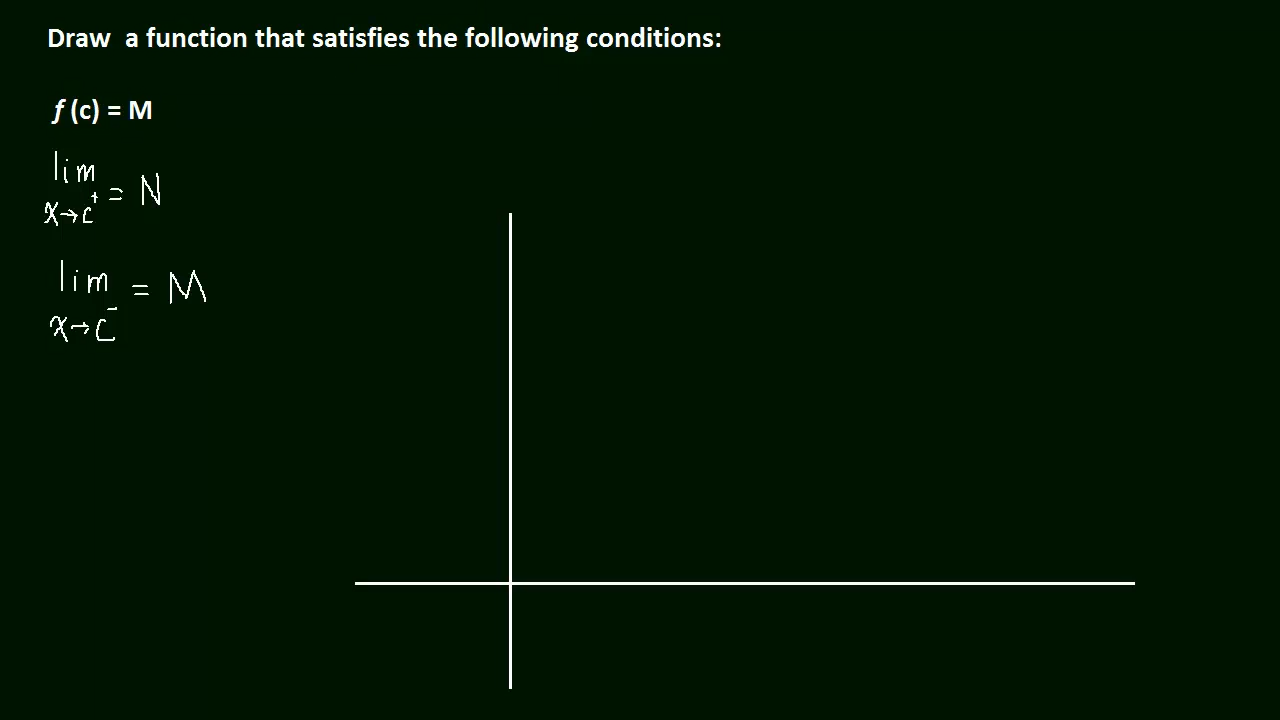 Draw a function that satisfies the following conditions:
f (c) = M
lim = N
x→c⁺
lim = M
x→c⁻